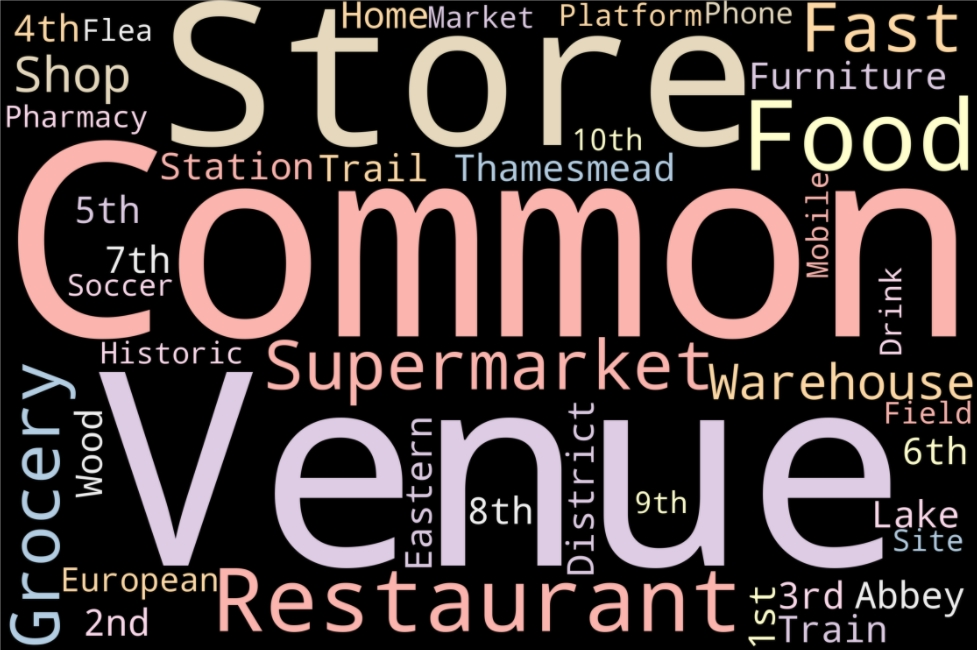 4th Flea
Home Market
Platform Phone
Fast
Store
Shop
Furniture
Pharmacy
10th
Food
Station Trail Thamesmead
Common
5th
Mobile
7th
Soccer
Drink
Historic
Supermarket
Warehouse
Grocery
Wood
Venue
Eastern
District
Field
6th
8th
9th
Lake
Site
European
Restaurant
2nd
1st
3rd Abbey
Train